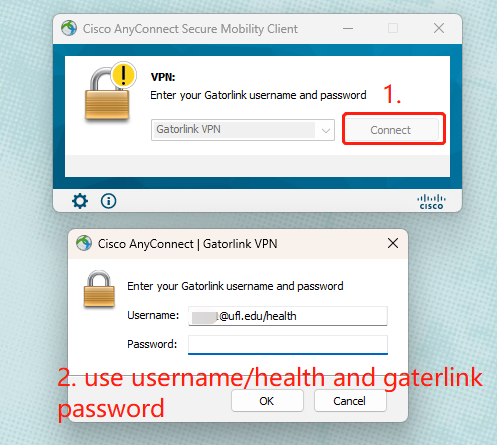 Cisco AnyConnect Secure Mobility Client
VPN:
Enter your Gatorlink username and password
1.
Gatorlink VPN
Connect
CISCO
Cisco AnyConnect | Gatorlink VPN
Enter your Gatorlink username and password
Username:
@ufl.edu/health
Password:
2. use username/health and gaterlink
password
OK
Cancel